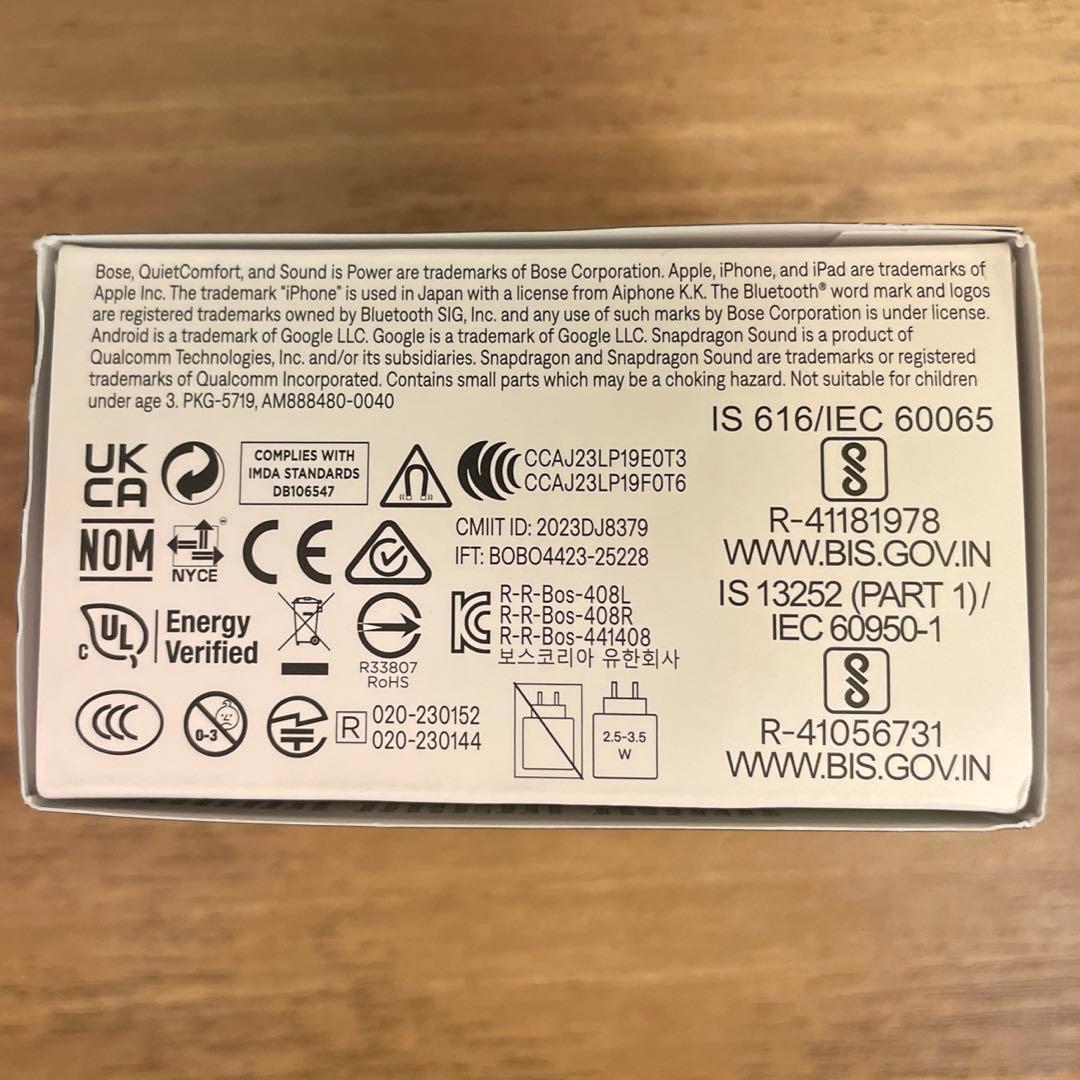 Bose, QuietComfort, and Sound is Power are trademarks of Bose Corporation. Apple, iPhone, and iPad are trademarks of
Apple Inc. The trademark "iPhone" is used in Japan with a license from Aiphone K.K. The Bluetooth® word mark and logos
are registered trademarks owned by Bluetooth SIG, Inc. and any use of such marks by Bose Corporation is under license.
Android is a trademark of Google LLC. Google is a trademark of Google LLC. Snapdragon Sound is a product of
Qualcomm Technologies, Inc. and/or its subsidiaries. Snapdragon and Snapdragon Sound are trademarks or registered
trademarks of Qualcomm Incorporated. Contains small parts which may be a choking hazard. Not suitable for children
under age 3. PKG-5719, AM888480-0040
UK
CA
COMPLIES WITH
IMDA STANDARDS
DB106547
CCAJ23LP19E0T3
CCAJ23LP19F0T6
NOM
NYCE
CE
CMIIT ID: 2023DJ8379
IFT: BOBO4423-25228
c UL
Energy
Verified
R33807
RoHS
KC
R-R-Bos-408L
R-R-Bos-408R
R-R-Bos-441408
보스코리아 유한회사
CCC
0-3
R
020-230152
020-230144
2.5-3.5
W
IS 616/IEC 60065
R-41181978
WWW.BIS.GOV.IN
IS 13252 (PART 1)/
IEC 60950-1
R-41056731
WWW.BIS.GOV.IN